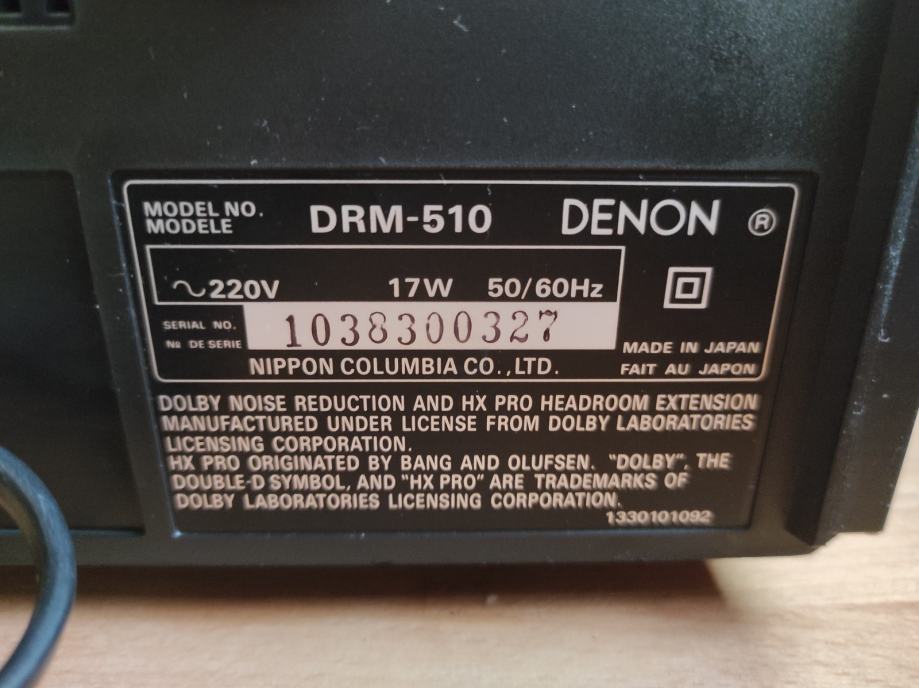 MODEL NO.
MODELE
DRM-510 DENON ®
~220V 17W 50/60Hz
SERIAL NO.
No DE SERIE
1038300327
NIPPON COLUMBIA CO.,LTD.
MADE IN JAPAN
FAIT AU JAPON
DOLBY NOISE REDUCTION AND HX PRO HEADROOM EXTENSION
MANUFACTURED UNDER LICENSE FROM DOLBY LABORATORIES
LICENSING CORPORATION.
HX PRO ORIGINATED BY BANG AND OLUFSEN. "DOLBY", THE
DOUBLE-D SYMBOL, AND "HX PRO" ARE TRADEMARKS OF
DOLBY LABORATORIES LICENSING CORPORATION.
1330101092